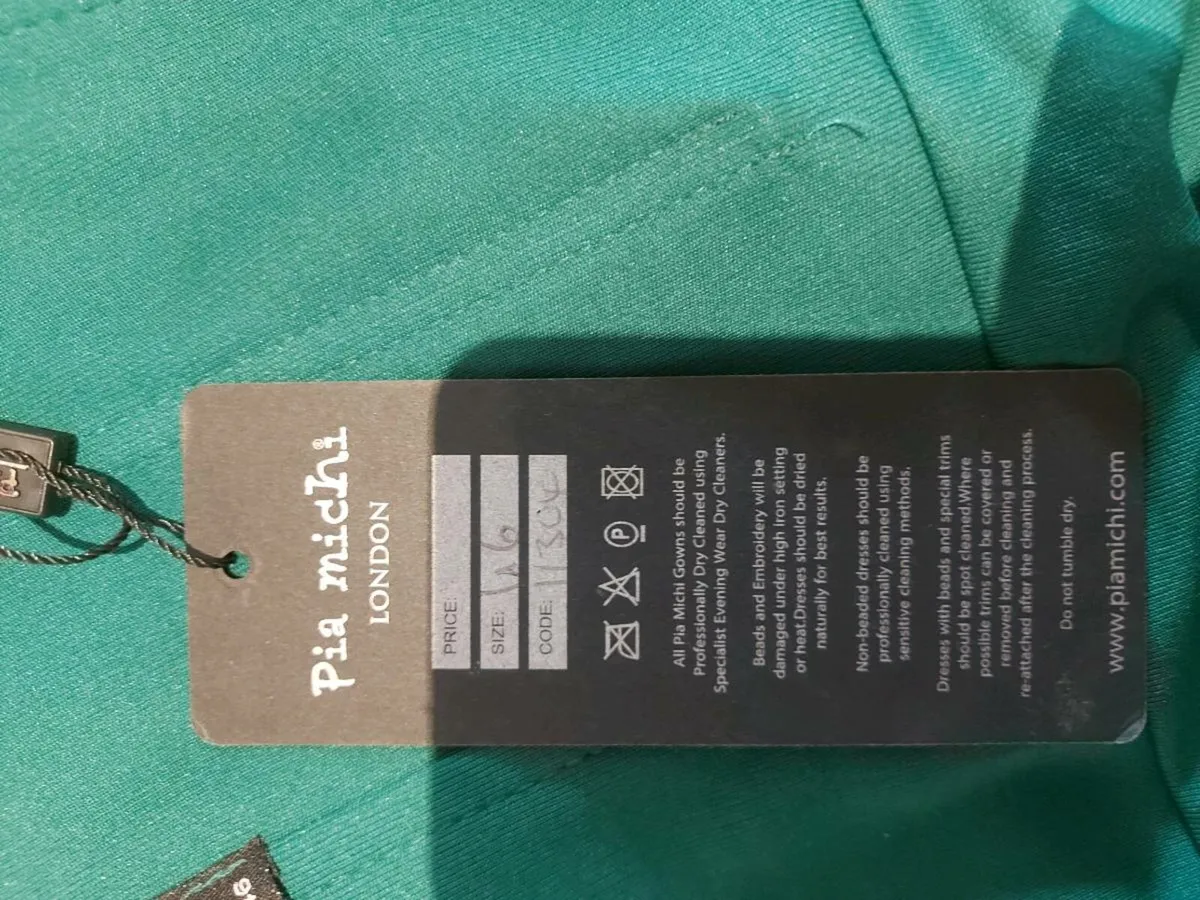 Pia michi®
LONDON
PRICE:
SIZE: 16
CODE:
P
All Pia Michi Gowns should be
Professionally Dry Cleaned using
Specialist Evening Wear Dry Cleaners.
Beads and Embroidery will be
damaged under high iron setting
or heat.Dresses should be dried
naturally for best results.
Non-beaded dresses should be
professionally cleaned using
sensitive cleaning methods.
Dresses with beads and special trims
should be spot cleaned.Where
possible trims can be covered or
removed before cleaning and
re-attached after the cleaning process.
Do not tumble dry.
www.piamichi.com